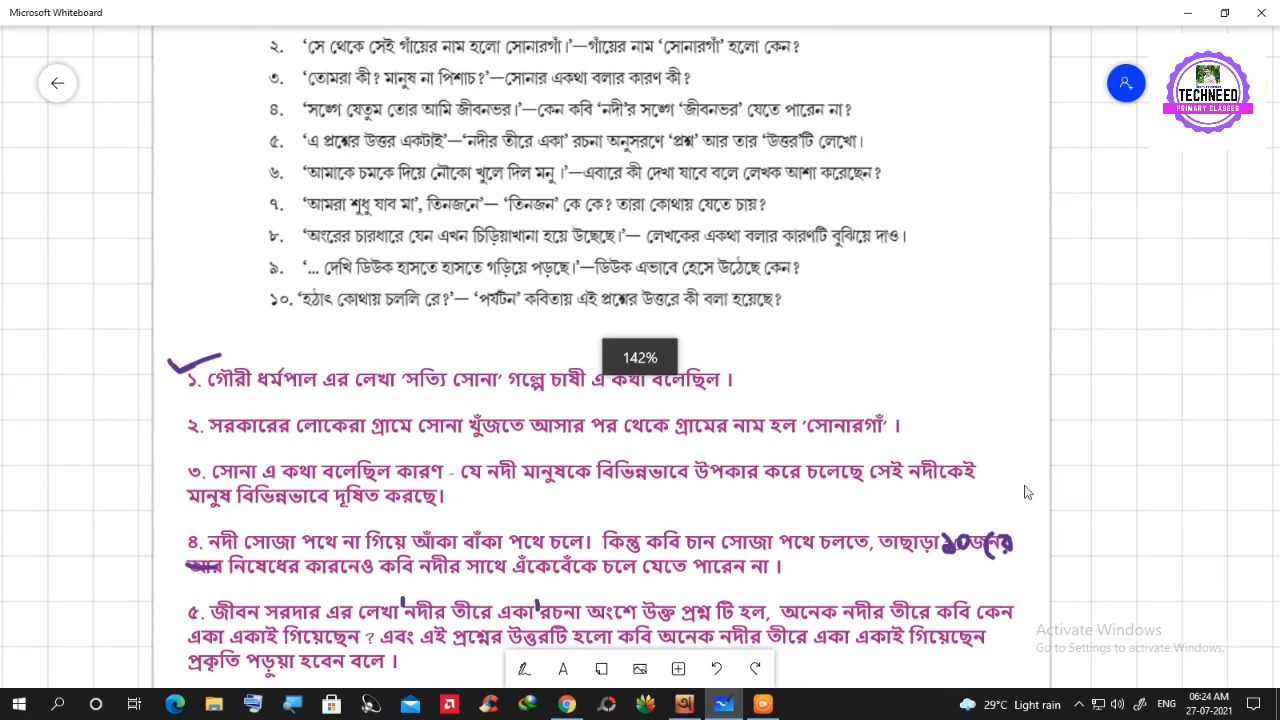 Microsoft Whiteboard
২. 'সে থেকে সেই গাঁয়ের নাম হলো সোনারগাঁ।'—গাঁয়ের নাম 'সোনারগাঁ' হলো কেন?
৩. 'তোমরা কী? মানুষ না পিশাচ?'—সোনার একথা বলার কারণ কী?
৪. 'সঙ্গে যেতুম তোর আমি জীবনভর।'—কেন কবি 'নদী'র সঙ্গে 'জীবনভর' যেতে পারেন না?
৫. 'এ প্রশ্নের উত্তর একটাই'—'নদীর তীরে একা' রচনা অনুসরণে 'প্রশ্ন' আর তার 'উত্তর'টি লেখো।
৬. 'আমাকে চমকে দিয়ে নৌকো খুলে দিল মনু।'—এবারে কী দেখা যাবে বলে লেখক আশা করেছেন?
৭. 'আমরা শুধু যাব মা', তিনজনে'— 'তিনজন' কে কে? তারা কোথায় যেতে চায়?
৮. 'অংরের চারধারে যেন এখন চিড়িয়াখানা হয়ে উছেছে।'— লেখকের একথা বলার কারণটি বুঝিয়ে দাও।
৯. '... দেখি ডিউক হাসতে হাসতে গড়িয়ে পড়ছে।'—ডিউক এভাবে হেসে উঠেছে কেন?
১০. 'হঠাৎ কোথায় চললি রে?'— 'পর্যটন' কবিতায় এই প্রশ্নের উত্তরে কী বলা হয়েছে?
TECHNEED
PRIMARY CLASSES
142%
১. গৌরী ধর্মপাল এর লেখা 'সত্যি সোনা' গল্পে চাষী এ কথা বলেছিল ।
২. সরকারের লোকেরা গ্রামে সোনা খুঁজতে আসার পর থেকে গ্রামের নাম হল 'সোনারগাঁ' ।
৩. সোনা এ কথা বলেছিল কারণ - যে নদী মানুষকে বিভিন্নভাবে উপকার করে চলেছে সেই নদীকেই
মানুষ বিভিন্নভাবে দূষিত করছে।
৪. নদী সোজা পথে না গিয়ে আঁকা বাঁকা পথে চলে। কিন্তু কবি চান সোজা পথে চলতে, তাছাড়া ১০ (র
আর নিষেধের কারনেও কবি নদীর সাথে এঁকেবেঁকে চলে যেতে পারেন না ।
৫. জীবন সরদার এর লেখা 'নদীর তীরে একা' রচনা অংশে উক্ত প্রশ্ন টি হল, অনেক নদীর তীরে কবি কেন
একা একাই গিয়েছেন ? এবং এই প্রশ্নের উত্তরটি হলো কবি অনেক নদীর তীরে একা একাই গিয়েছেন
প্রকৃতি পড়ুয়া হবেন বলে ।
Activate Windows
Go to Settings to activate Windows.
29°C Light rain
ENG
06:24 AM
27-07-2021